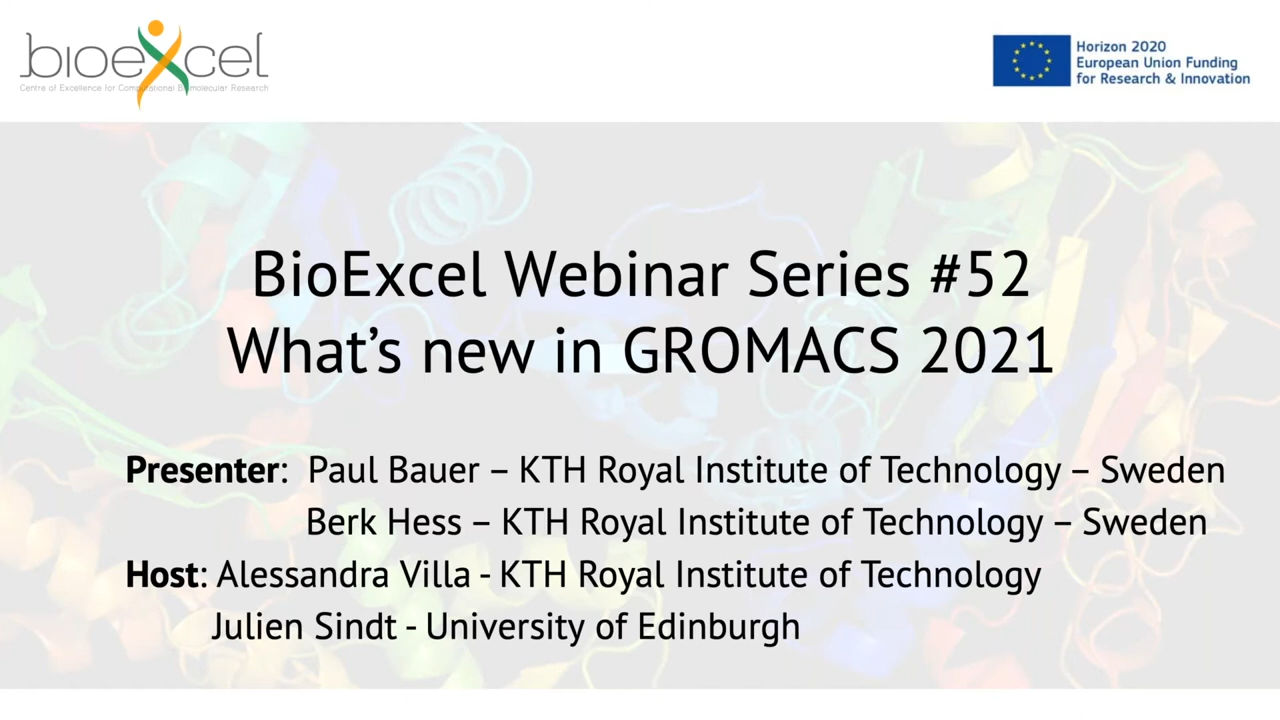 bioexcel
Centre of Excellence for Computational Biomolecular Research
Horizon 2020
European Union Funding
for Research & Innovation
BioExcel Webinar Series #52
What’s new in GROMACS 2021
Presenter: Paul Bauer – KTH Royal Institute of Technology – Sweden
Berk Hess – KTH Royal Institute of Technology – Sweden
Host: Alessandra Villa - KTH Royal Institute of Technology
Julien Sindt - University of Edinburgh